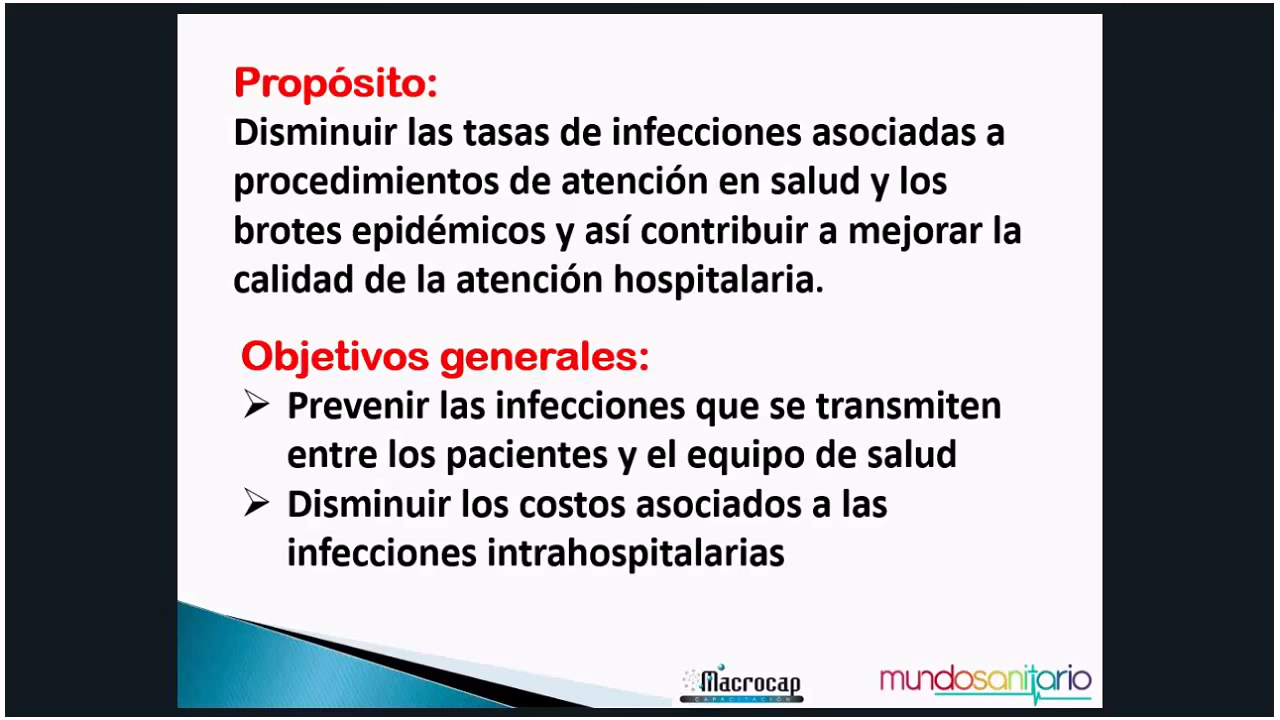 Propósito:
Disminuir las tasas de infecciones asociadas a
procedimientos de atención en salud y los
brotes epidémicos y así contribuir a mejorar la
calidad de la atención hospitalaria.
Objetivos generales:
Prevenir las infecciones que se transmiten
entre los pacientes y el equipo de salud
Disminuir los costos asociados a las
infecciones intrahospitalarias
Macrocap
CAPACITACIÓN
mundosanitario